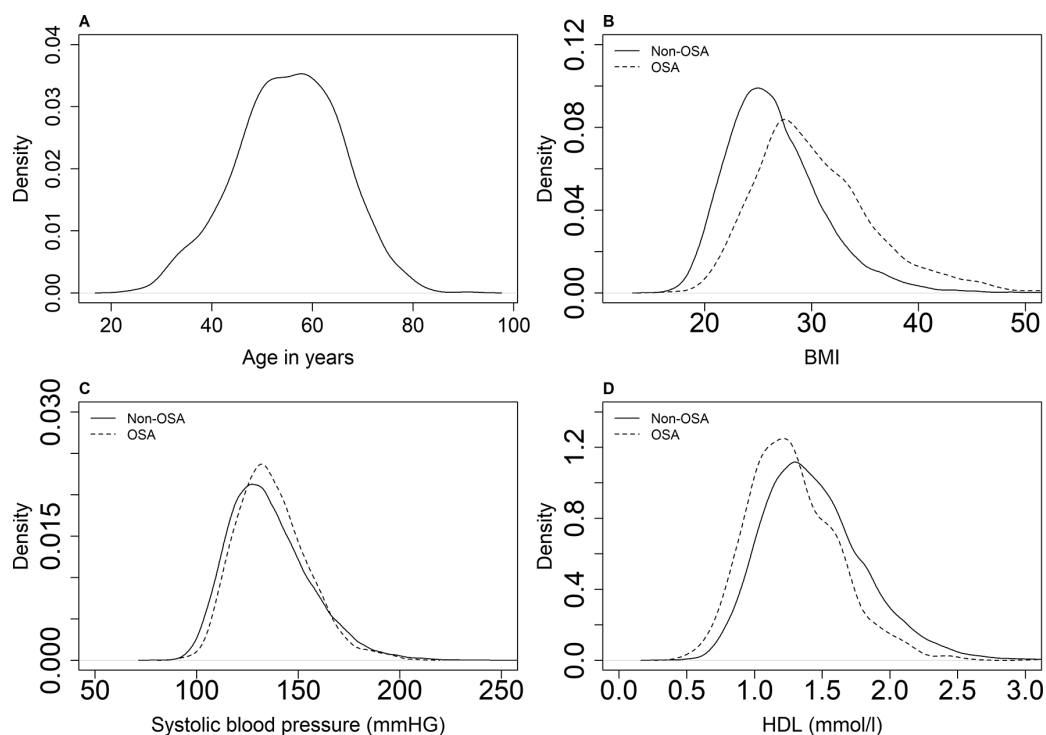 A
Density
0.00 0.01 0.02 0.03 0.04
20 40 60 80 100
Age in years
B
Non-OSA
OSA
Density
0.00 0.04 0.08 0.12
20 30 40 50
BMI
C
Non-OSA
OSA
Density
0.000 0.015 0.030
50 100 150 200 250
Systolic blood pressure (mmHG)
D
Non-OSA
OSA
Density
0.0 0.4 0.8 1.2
0.0 0.5 1.0 1.5 2.0 2.5 3.0
HDL (mmol/l)